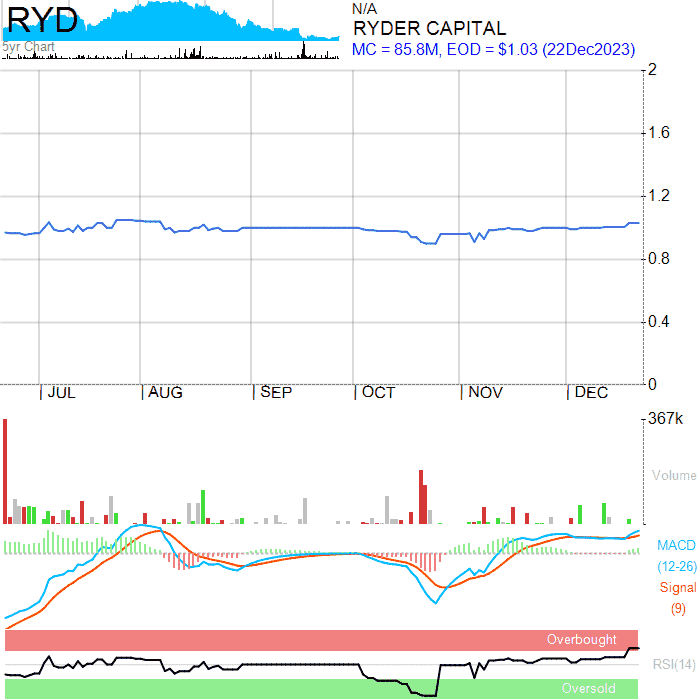 RYD
5yr Chart
N/A
RYDER CAPITAL
MC = 85.8M, EOD = $1.03 (22Dec2023)
2
1.6
1.2
0.8
0.4
0
JUL AUG SEP OCT NOV DEC
367k
Volume
MACD
(12-26)
Signal
(9)
Overbought
RSI(14)
Oversold